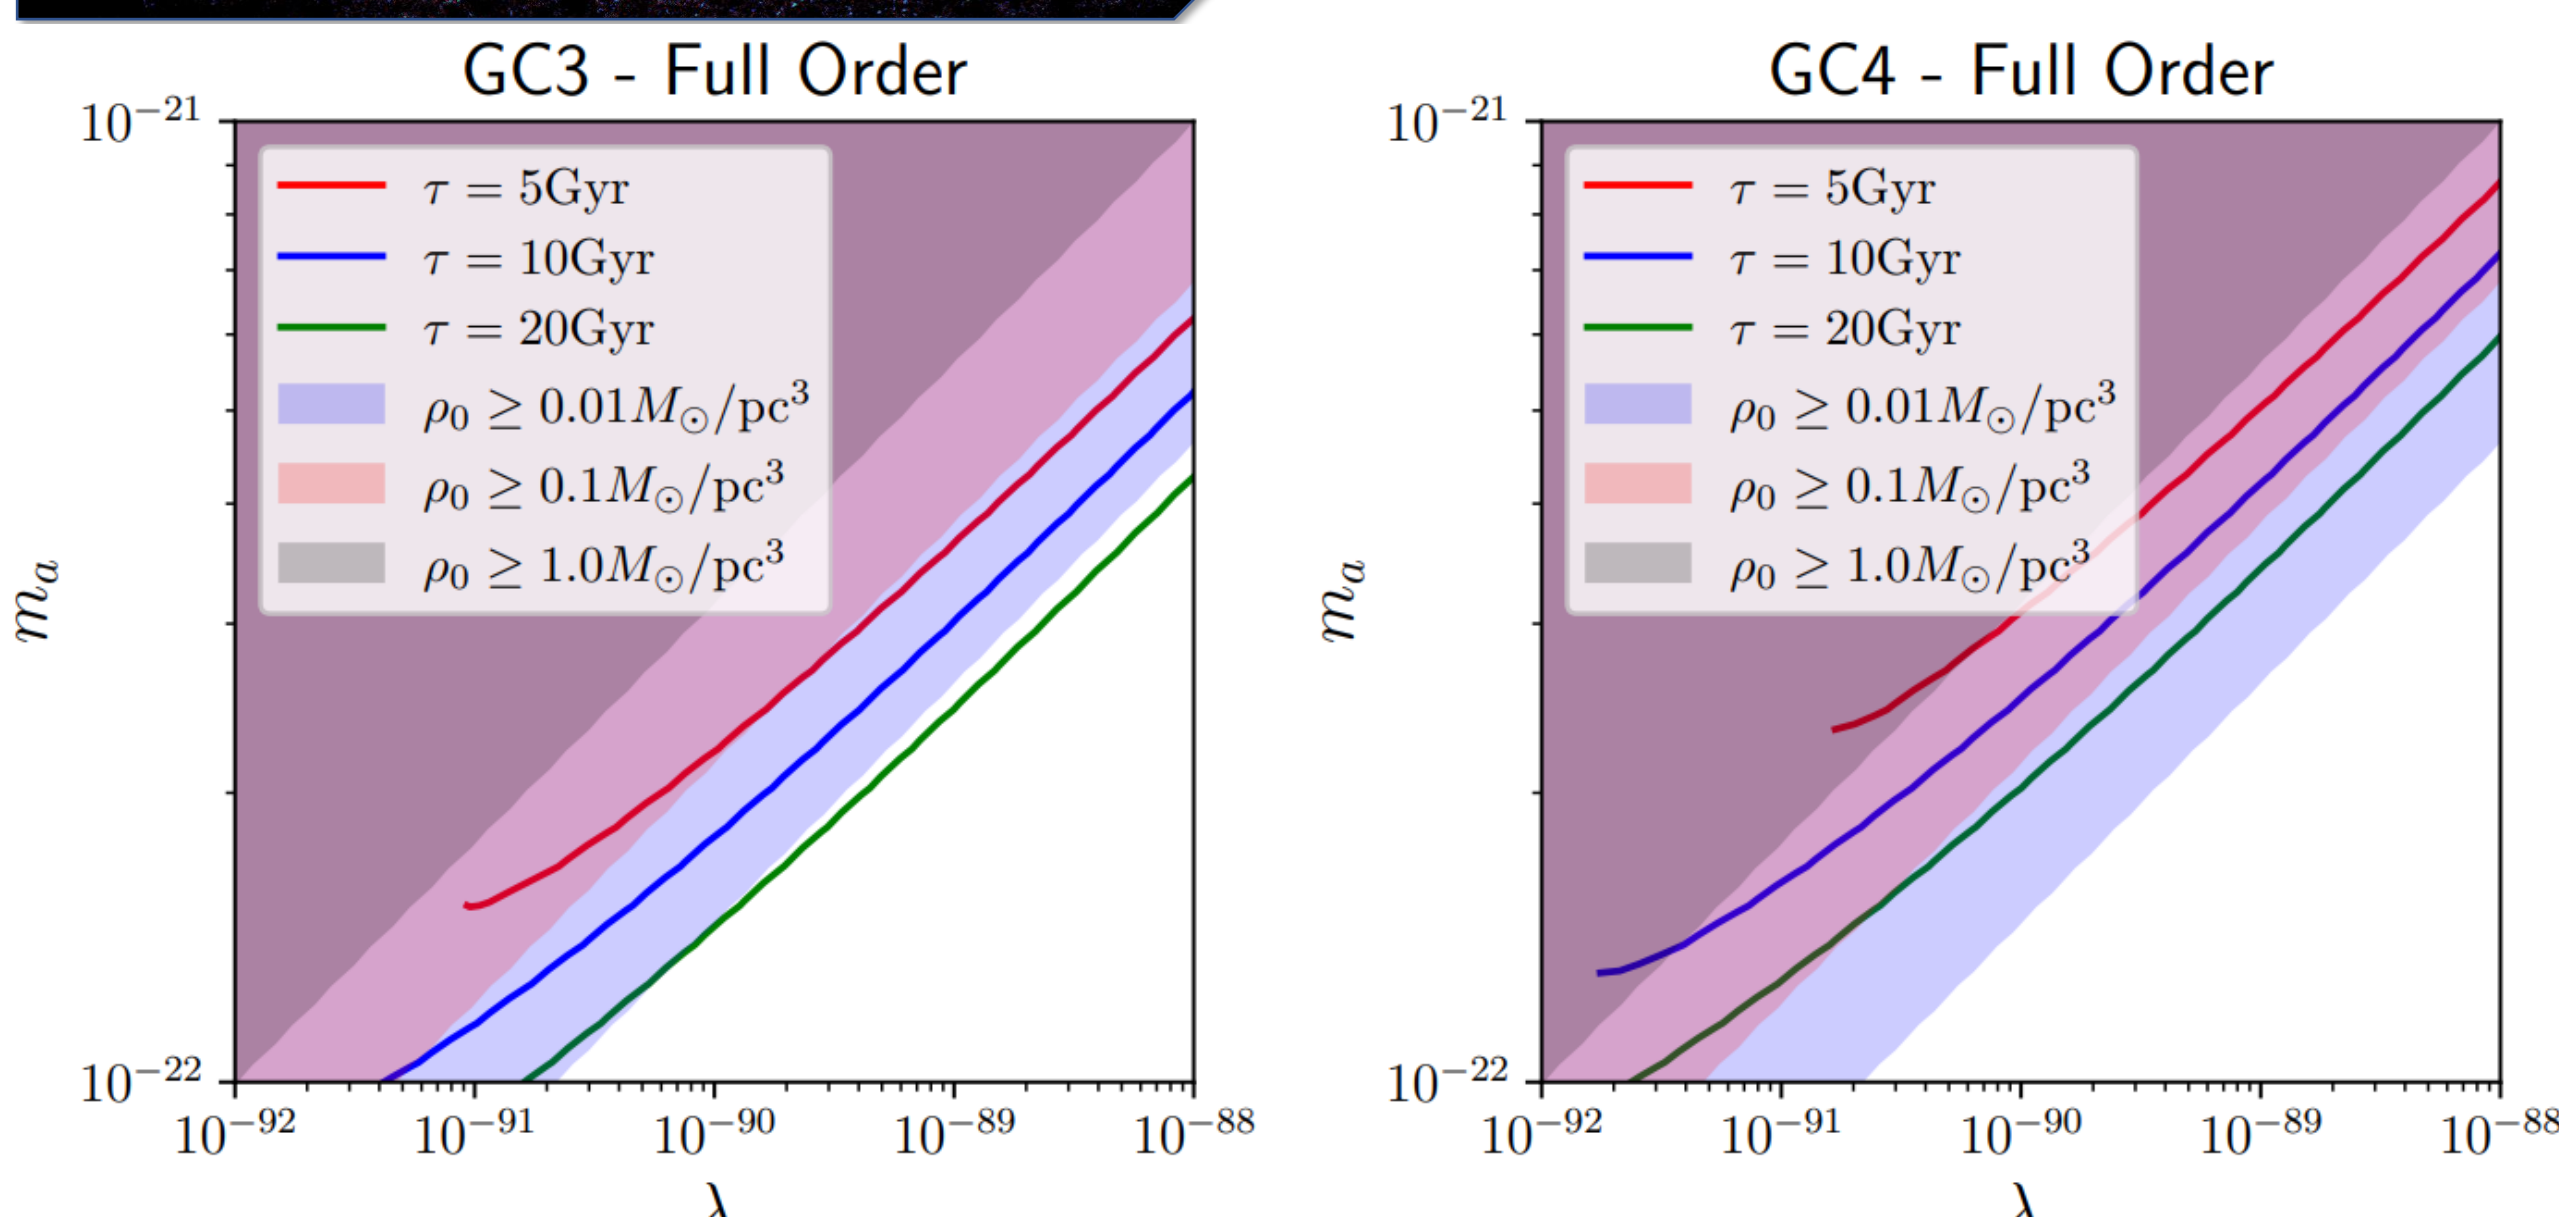 GC3 - Full Order
10⁻²¹
τ = 5Gyr
τ = 10Gyr
τ = 20Gyr
ρ₀ ≥ 0.01M☉/pc³
ρ₀ ≥ 0.1M☉/pc³
ρ₀ ≥ 1.0M☉/pc³
mₐ
10⁻²²
10⁻⁹² 10⁻⁹¹ 10⁻⁹⁰ 10⁻⁸⁹ 10⁻⁸⁸
λ
GC4 - Full Order
10⁻²¹
τ = 5Gyr
τ = 10Gyr
τ = 20Gyr
ρ₀ ≥ 0.01M☉/pc³
ρ₀ ≥ 0.1M☉/pc³
ρ₀ ≥ 1.0M☉/pc³
mₐ
10⁻²²
10⁻⁹² 10⁻⁹¹ 10⁻⁹⁰ 10⁻⁸⁹ 10⁻⁸⁸
λ